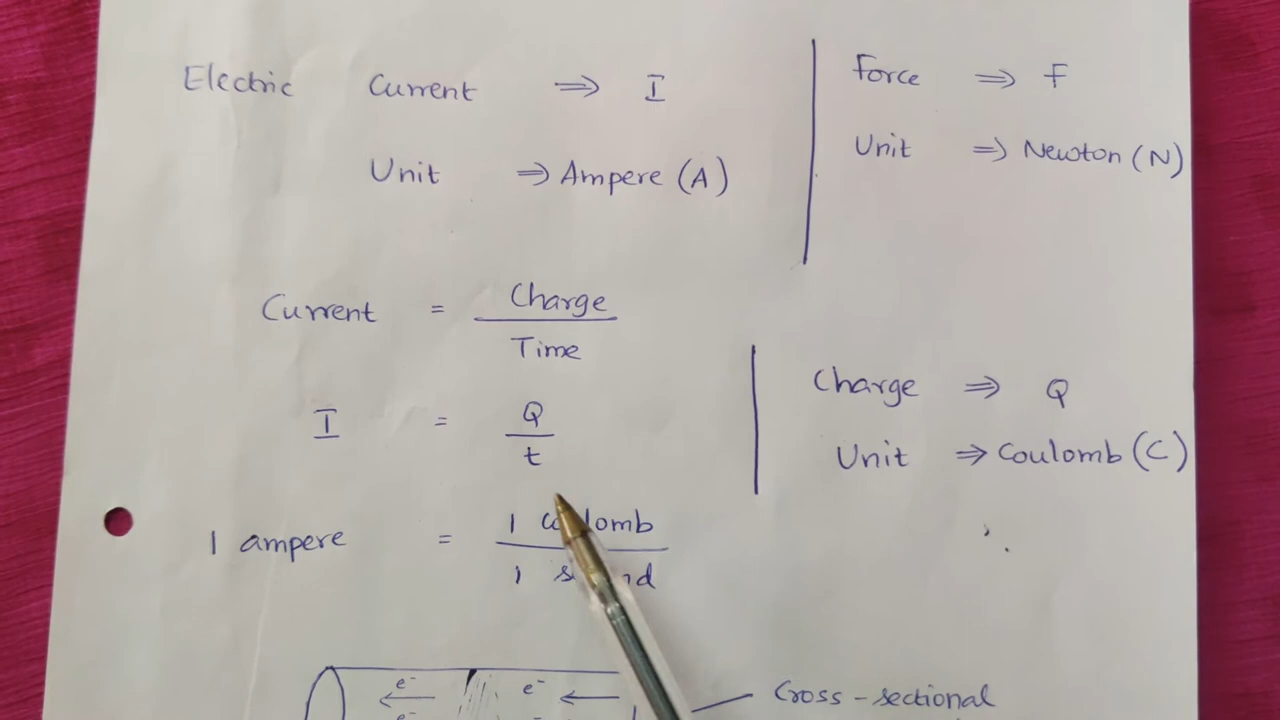 Electric Current ⇒ I
Unit ⇒ Ampere (A)
Force ⇒ F
Unit ⇒ Newton (N)
Current = Charge
Time
I = Q
t
Charge ⇒ Q
Unit ⇒ Coulomb (C)
1 ampere = 1 coulomb
1
e⁻ e⁻
Cross-sectional